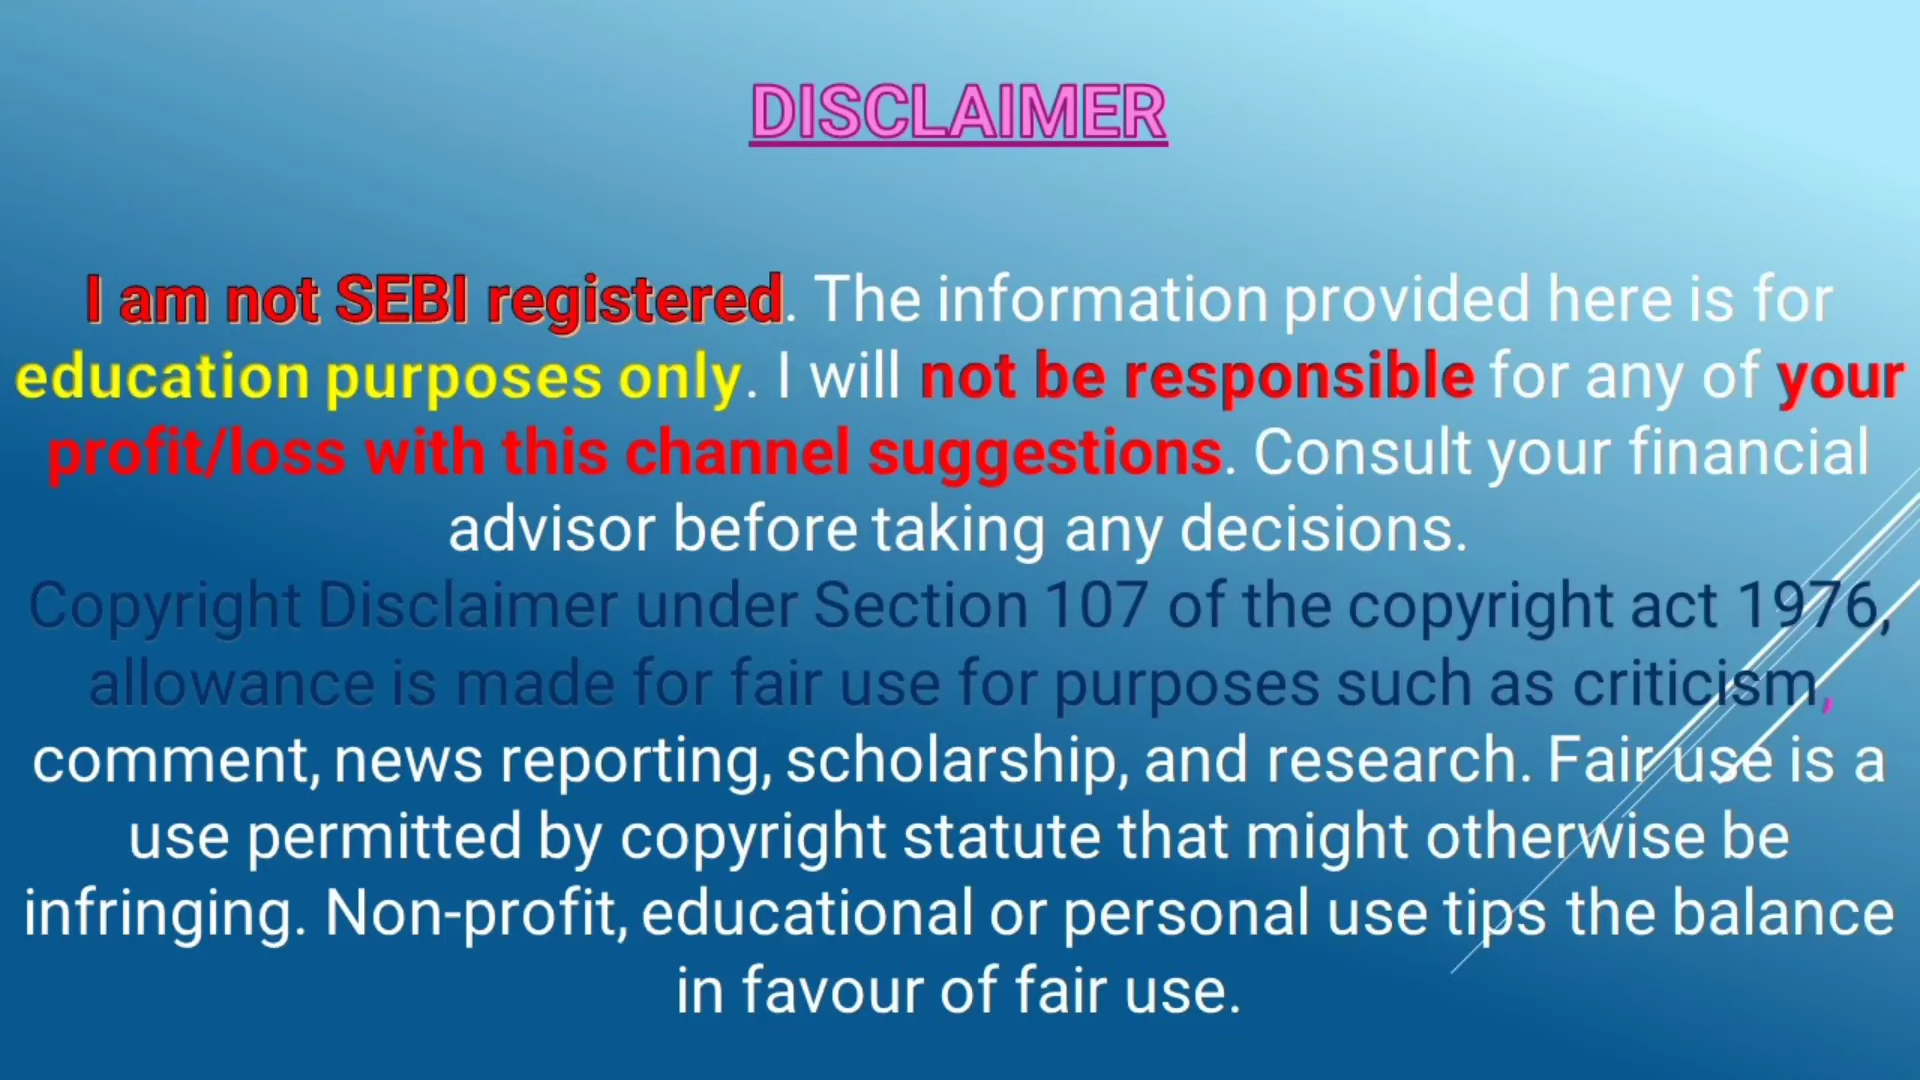 DISCLAIMER
I am not SEBI registered. The information provided here is for
education purposes only. I will not be responsible for any of your
profit/loss with this channel suggestions. Consult your financial
advisor before taking any decisions.
Copyright Disclaimer under Section 107 of the copyright act 1976,
allowance is made for fair use for purposes such as criticism,
comment, news reporting, scholarship, and research. Fair use is a
use permitted by copyright statute that might otherwise be
infringing. Non-profit, educational or personal use tips the balance
in favour of fair use.